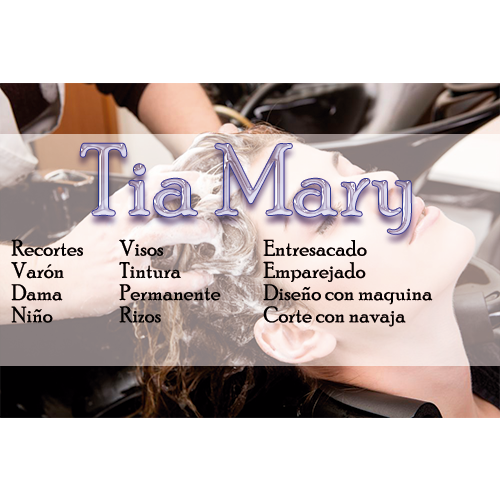 Tia Mary
Recortes
Varón
Dama
Niño
Visos
Tintura
Permanente
Rizos
Entresacado
Emparejado
Diseño con maquina
Corte con navaja